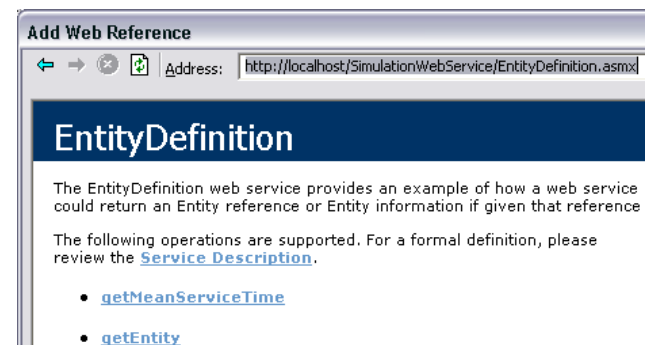 Add Web Reference
Address: http://localhost/SimulationWebService/EntityDefinition.asmx
EntityDefinition
The EntityDefinition web service provides an example of how a web service
could return an Entity reference or Entity information if given that reference
The following operations are supported. For a formal definition, please
review the Service Description.
• getMeanServiceTime
• getEntity